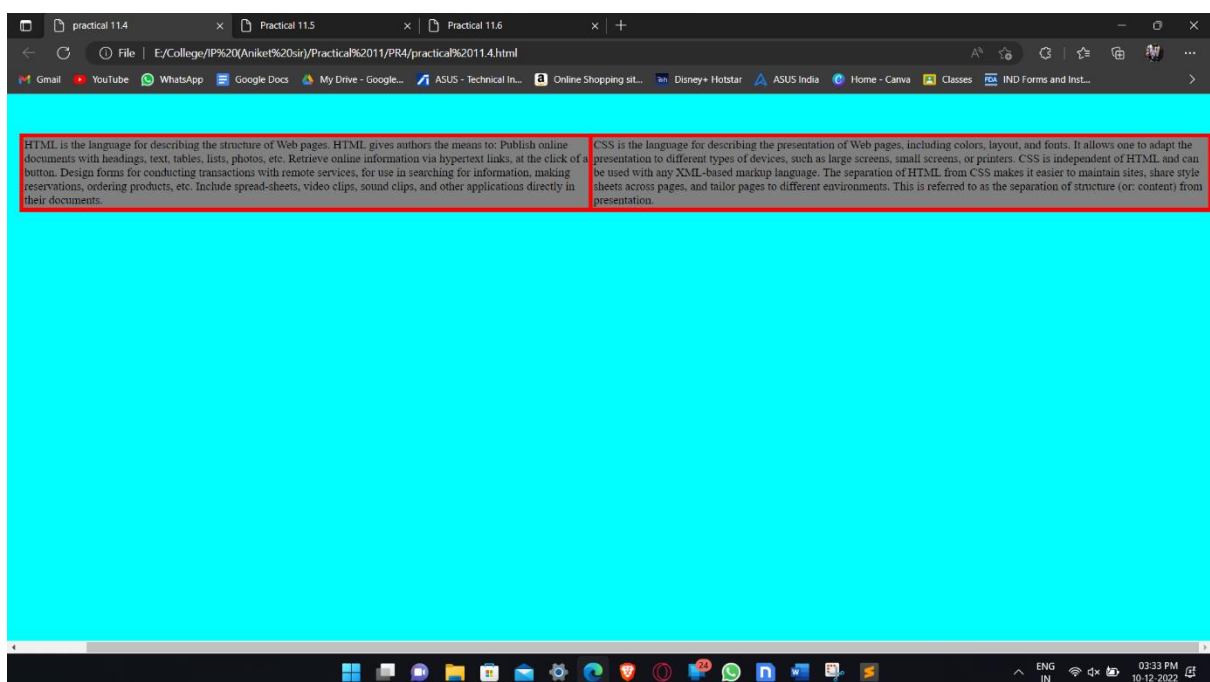 practical 11.4
Practical 11.5
Practical 11.6
File | E:/College/IP%20(Aniket%20sir)/Practical%2011/PR4/practical%2011.4.html
Gmail YouTube WhatsApp Google Docs My Drive - Google... ASUS - Technical In... Online Shopping sit... Disney+ Hotstar ASUS India Home - Canva Classes IND Forms and Inst...
HTML is the language for describing the structure of Web pages. HTML gives authors the means to: Publish online
documents with headings, text, tables, lists, photos, etc. Retrieve online information via hypertext links, at the click of a
button. Design forms for conducting transactions with remote services, for use in searching for information, making
reservations, ordering products, etc. Include spread-sheets, video clips, sound clips, and other applications directly in
their documents.
CSS is the language for describing the presentation of Web pages, including colors, layout, and fonts. It allows one to adapt the
presentation to different types of devices, such as large screens, small screens, or printers. CSS is independent of HTML and can
be used with any XML-based markup language. The separation of HTML from CSS makes it easier to maintain sites, share style
sheets across pages, and tailor pages to different environments. This is referred to as the separation of structure (or: content) from
presentation.
24
ENG
IN
03:33 PM
10-12-2022